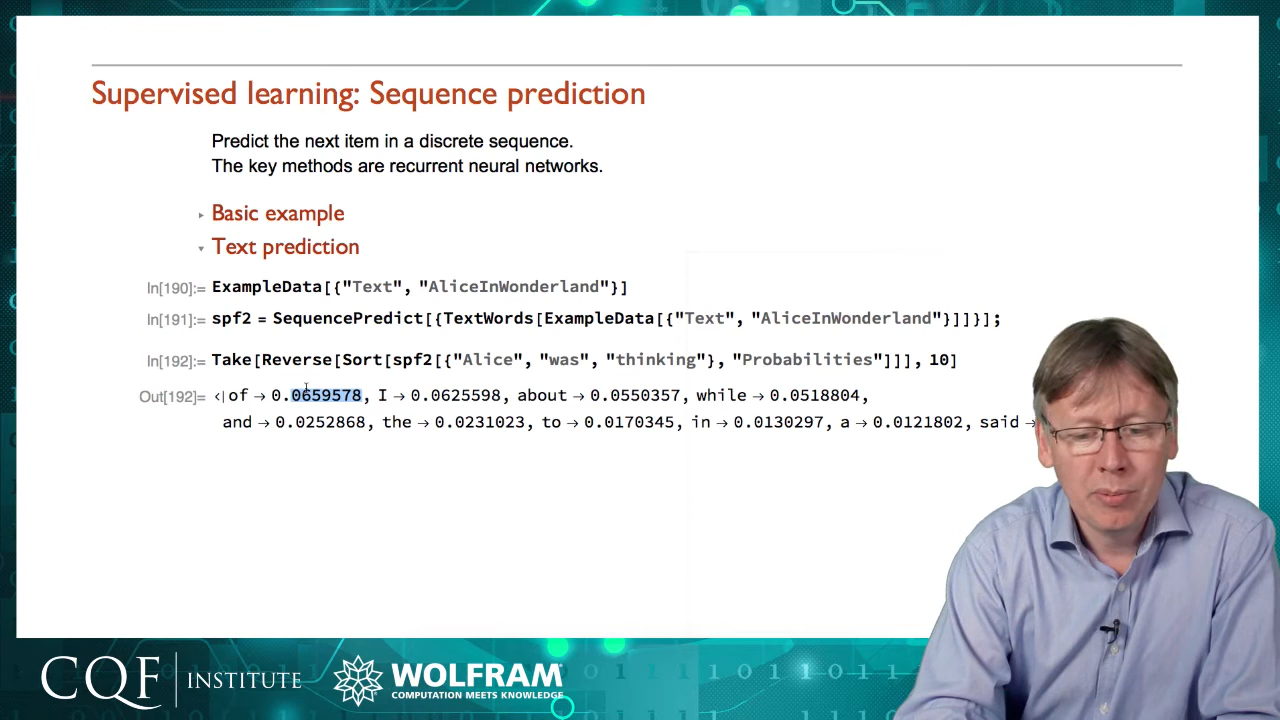 Supervised learning: Sequence prediction
Predict the next item in a discrete sequence.
The key methods are recurrent neural networks.
Basic example
Text prediction
In[190]:= ExampleData[{"Text", "AliceInWonderland"}]
In[191]:= spf2 = SequencePredict[{TextWords[ExampleData[{"Text", "AliceInWonderland"}]]}];
In[192]:= Take[Reverse[Sort[spf2[{"Alice", "was", "thinking"}, "Probabilities"]]], 10]
Out[192]= <|of → 0.0659578, I → 0.0625598, about → 0.0550357, while → 0.0518804,
and → 0.0252868, the → 0.0231023, to → 0.0170345, in → 0.0130297, a → 0.0121802, said →
CQF INSTITUTE
WOLFRAM
COMPUTATION MEETS KNOWLEDGE